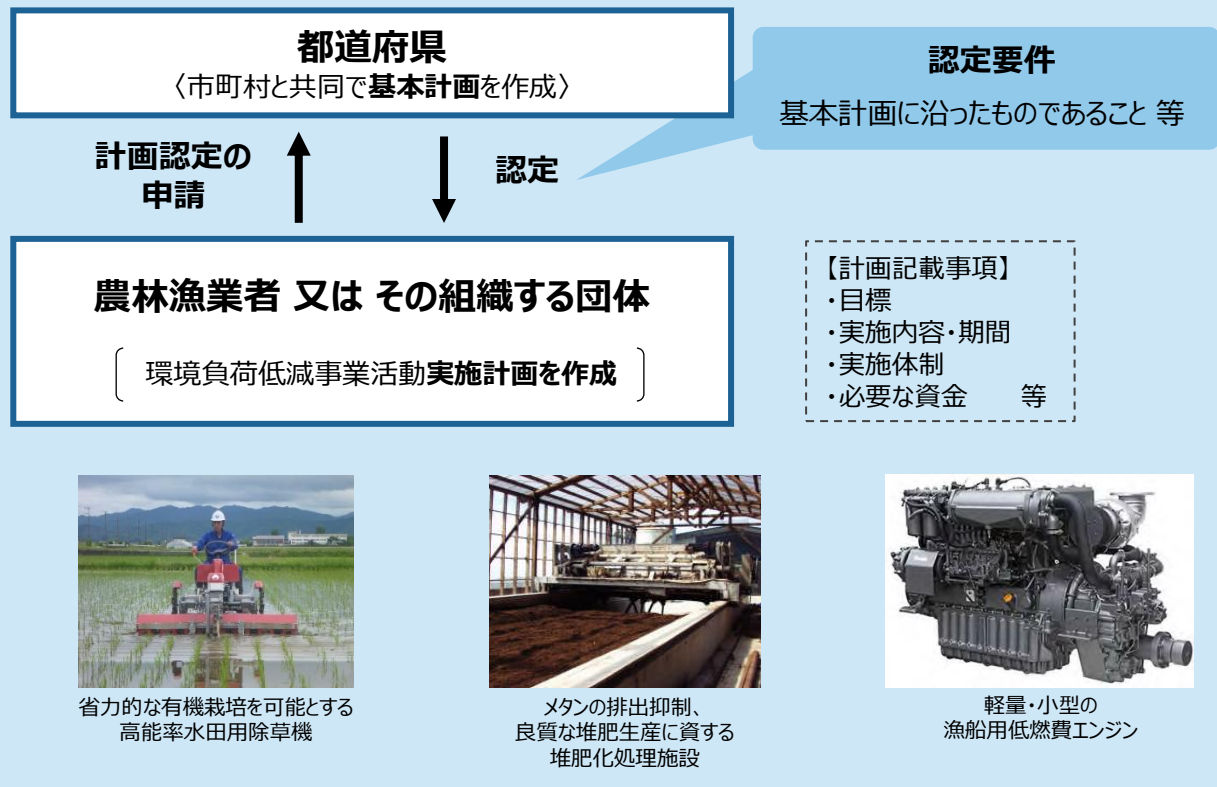 都道府県
〈市町村と共同で基本計画を作成〉
認定要件
基本計画に沿ったものであること 等
計画認定の
申請
認定
農林漁業者 又は その組織する団体
環境負荷低減事業活動実施計画を作成
【計画記載事項】
・目標
・実施内容・期間
・実施体制
・必要な資金 等
省力的な有機栽培を可能とする
高能率水田用除草機
メタンの排出抑制、
良質な堆肥生産に資する
堆肥化処理施設
軽量・小型の
漁船用低燃費エンジン